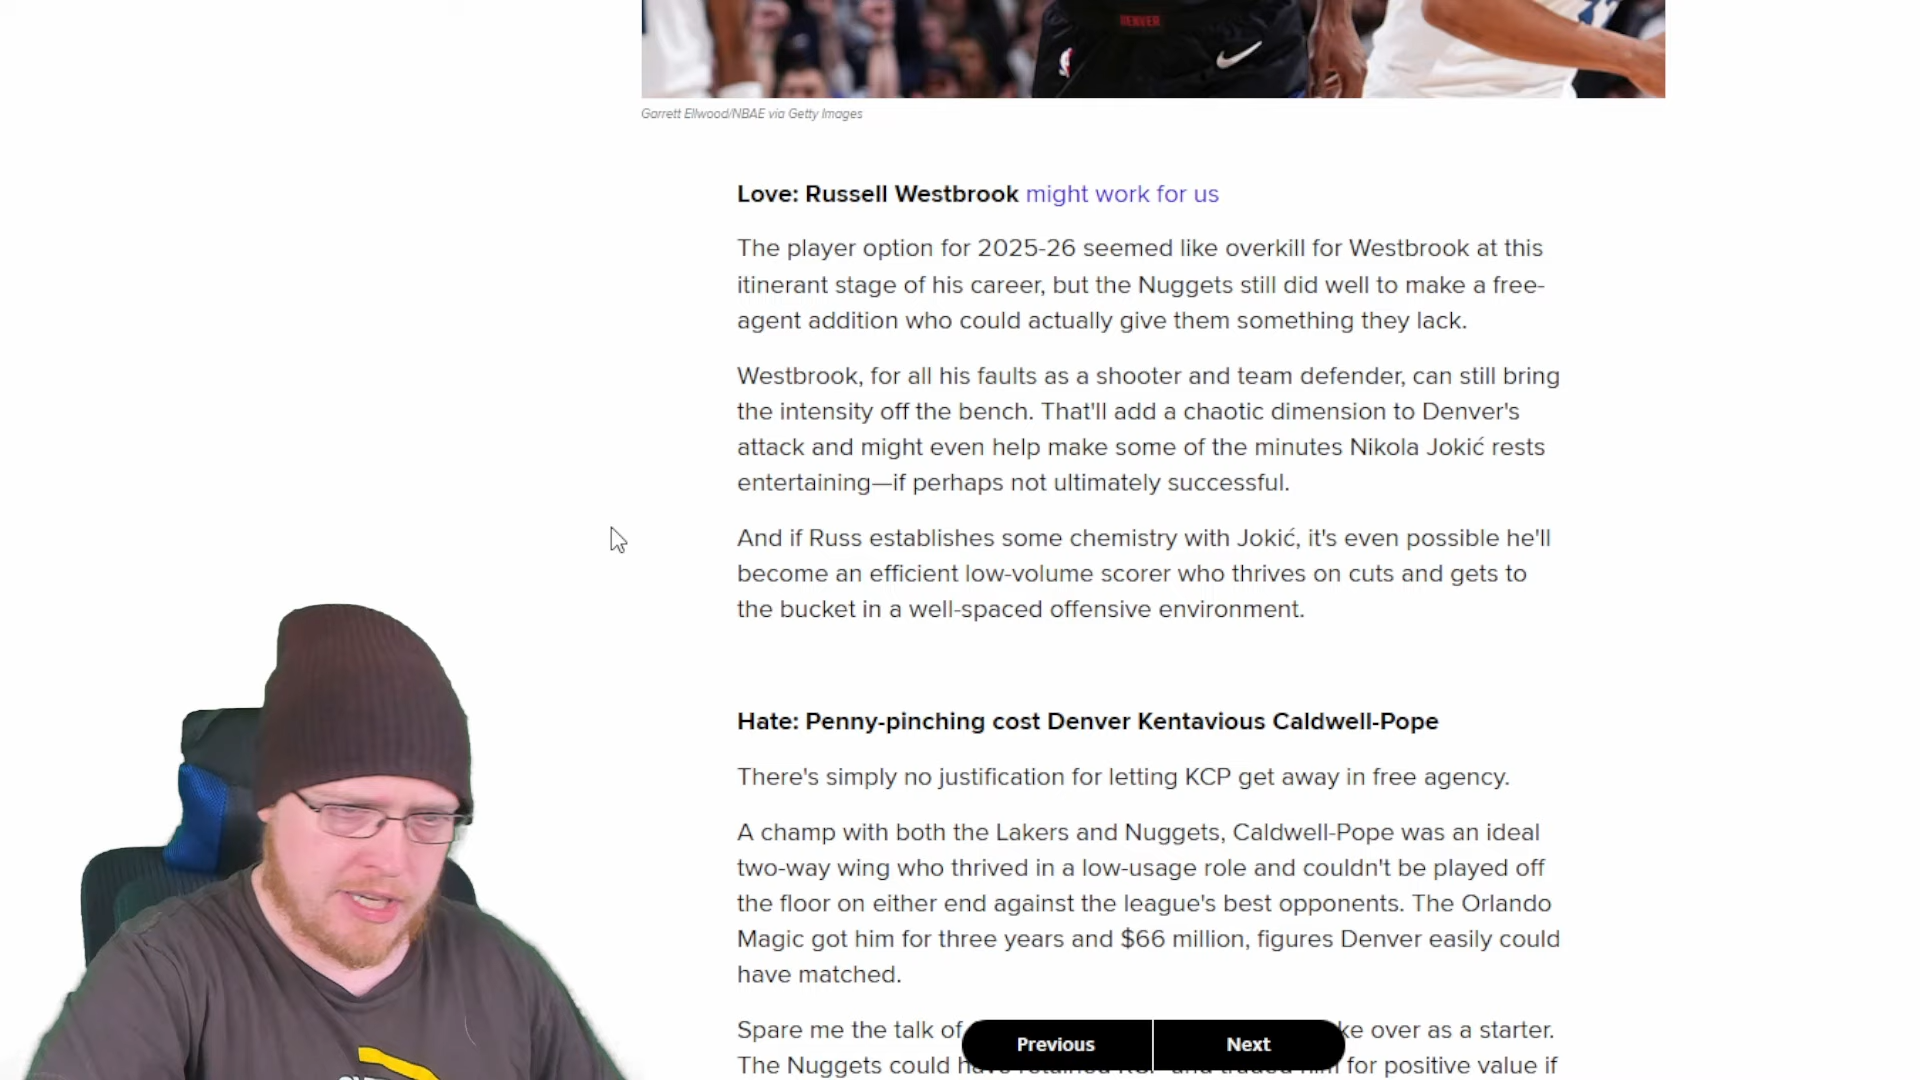 DENVER
Garrett Ellwood/NBAE via Getty Images
Love: Russell Westbrook might work for us
The player option for 2025-26 seemed like overkill for Westbrook at this
itinerant stage of his career, but the Nuggets still did well to make a free-
agent addition who could actually give them something they lack.
Westbrook, for all his faults as a shooter and team defender, can still bring
the intensity off the bench. That'll add a chaotic dimension to Denver's
attack and might even help make some of the minutes Nikola Jokić rests
entertaining—if perhaps not ultimately successful.
And if Russ establishes some chemistry with Jokić, it's even possible he'll
become an efficient low-volume scorer who thrives on cuts and gets to
the bucket in a well-spaced offensive environment.
Hate: Penny-pinching cost Denver Kentavious Caldwell-Pope
There's simply no justification for letting KCP get away in free agency.
A champ with both the Lakers and Nuggets, Caldwell-Pope was an ideal
two-way wing who thrived in a low-usage role and couldn't be played off
the floor on either end against the league's best opponents. The Orlando
Magic got him for three years and $66 million, figures Denver easily could
have matched.
Spare me the talk of ke over as a starter.
Previous Next
The Nuggets could for positive value if